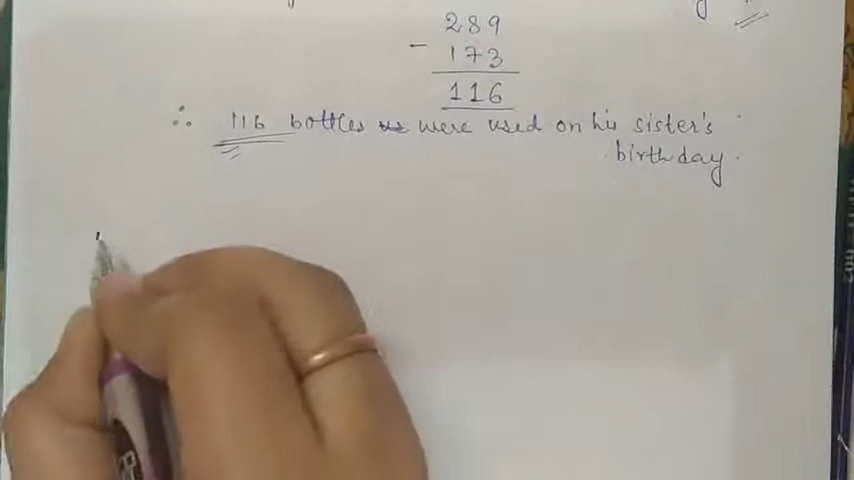 289
- 173
116
∴ 116 bottles were used on his sister's
birthday.